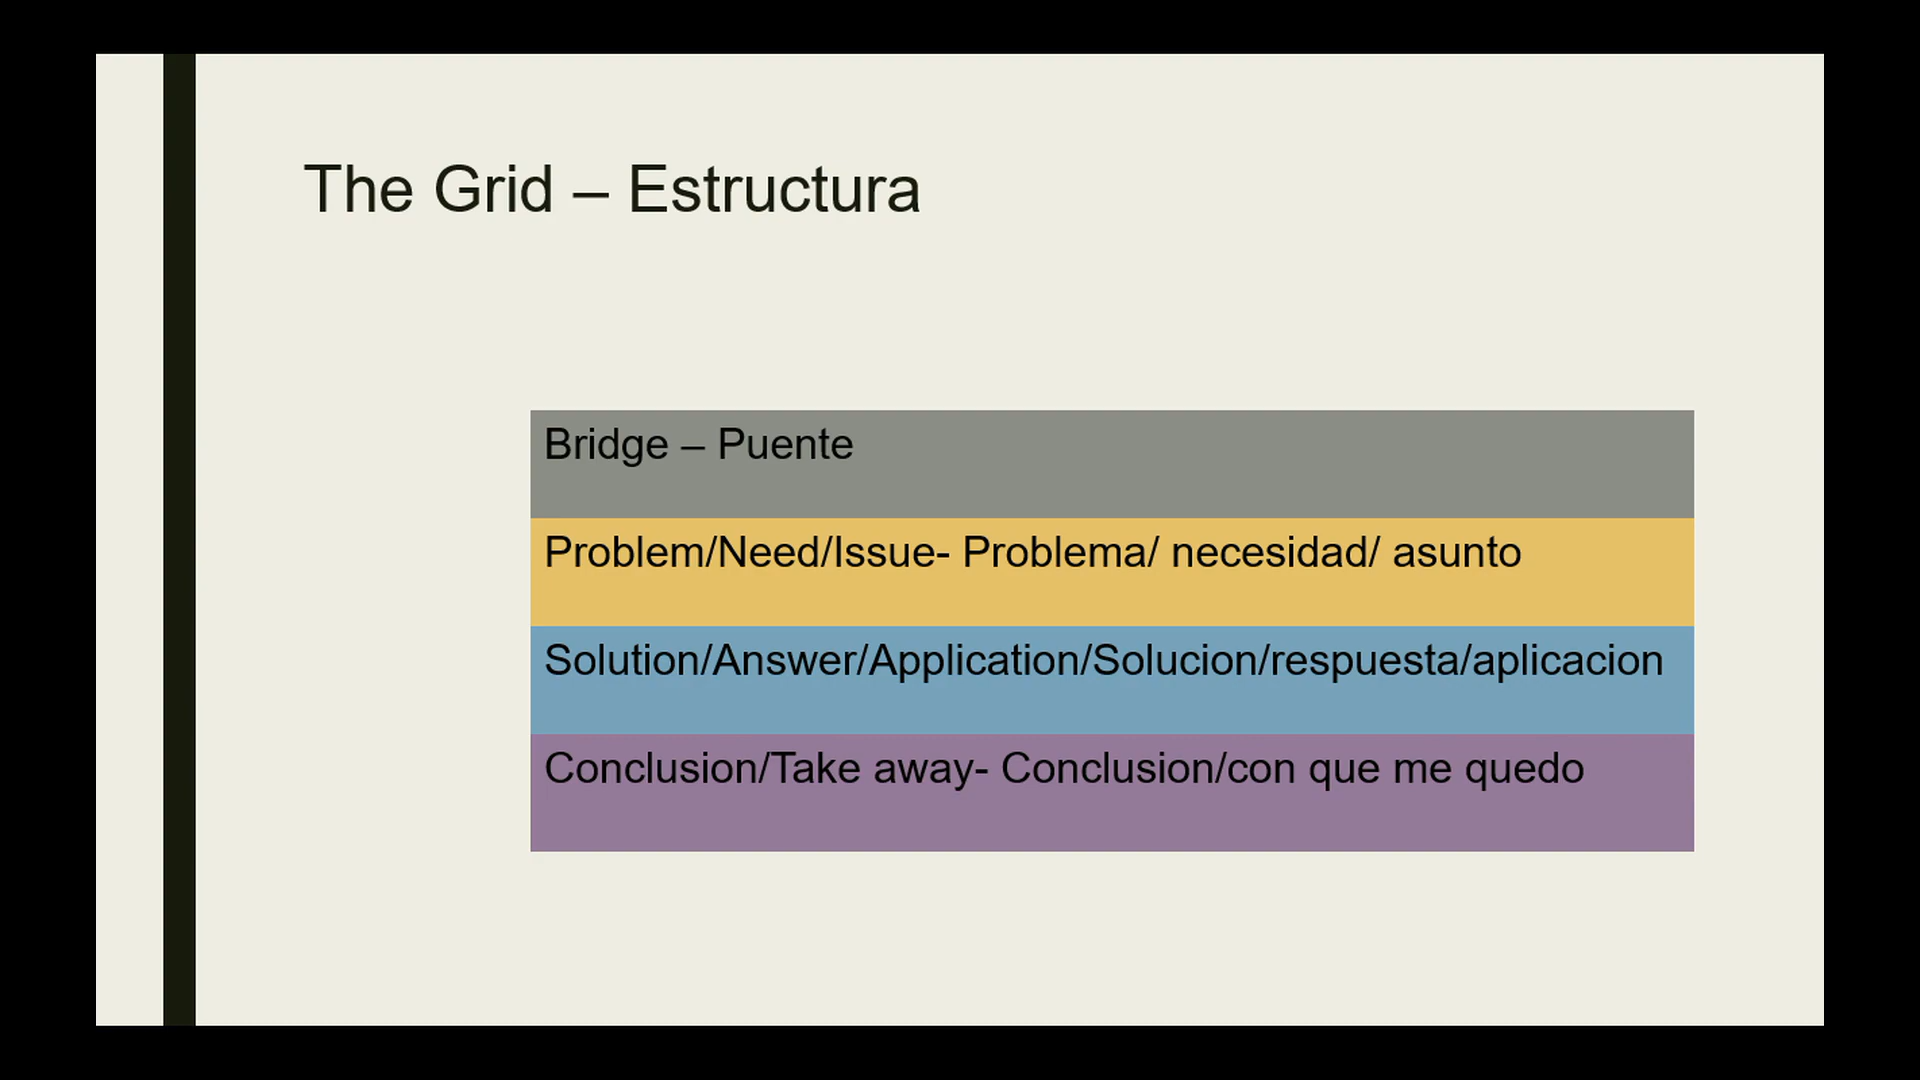 The Grid – Estructura
Bridge – Puente
Problem/Need/Issue- Problema/ necesidad/ asunto
Solution/Answer/Application/Solucion/respuesta/aplicacion
Conclusion/Take away- Conclusion/con que me quedo